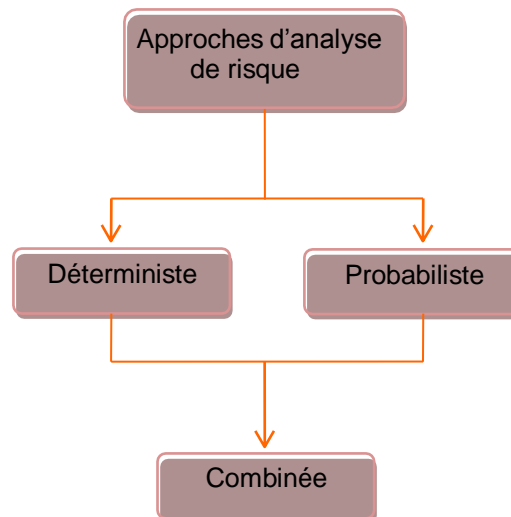 Approches d’analyse
de risque
Déterministe
Probabiliste
Combinée